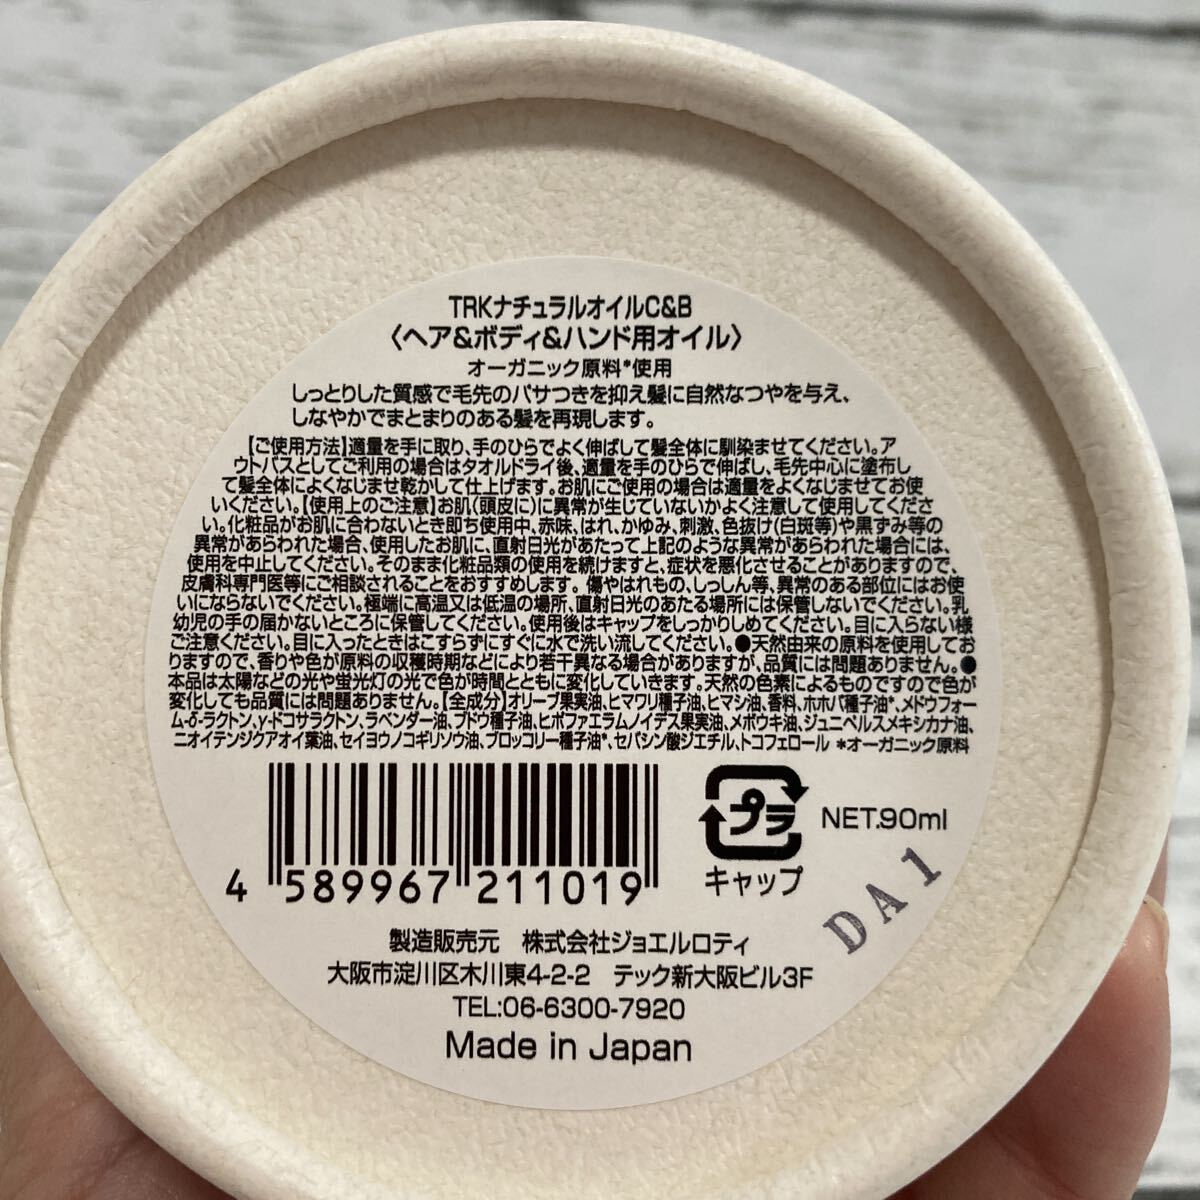 TRKナチュラルオイルC&B
〈ヘア&ボディ&ハンド用オイル〉
オーガニック原料*使用
しっとりした質感で毛先のパサつきを抑え髪に自然なつやを与え、
しなやかでまとまりのある髪を再現します。
【ご使用方法】適量を手に取り、手のひらでよく伸ばして髪全体に馴染ませてください。ア
ウトバスとしてご利用の場合はタオルドライ後、適量を手のひらで伸ばし、毛先中心に塗布し
て髪全体によくなじませ乾かして仕上げます。お肌にご使用の場合は適量をよくなじませてお使
いください。【使用上のご注意】お肌(頭皮に)に異常が生じていないかよく注意して使用してくださ
い。化粧品がお肌に合わないとき即ち使用中、赤味、はれ、かゆみ、刺激、色抜け(白斑等)や黒ずみ等の
異常があらわれた場合、使用したお肌に、直射日光があたって上記のような異常があらわれた場合には、
使用を中止してください。そのまま化粧品類の使用を続けますと、症状を悪化させることがありますので、
皮膚科専門医等にご相談されることをおすすめします。傷やはれもの、しっしん等、異常のある部位にはお使
いにならないでください。極端に高温又は低温の場所、直射日光のあたる場所には保管しないでください。乳
幼児の手の届かないところに保管してください。使用後はキャップをしっかりしめてください。目に入らない様
ご注意ください。目に入ったときはこすらずにすぐに水で洗い流してください。●天然由来の原料を使用してお
りますので、香りや色が原料の収穫時期などにより若干異なる場合がありますが、品質には問題ありません。●
本品は太陽などの光や蛍光灯の光で色が時間とともに変化していきます。天然の色素によるものですので色が
変化しても品質には問題ありません。【全成分】オリーブ果実油、ヒマワリ種子油、ヒマシ油、香料、ホホバ種子油*、メドウフォー
ム-δ-ラクトン、γ-ドコサラクトン、ラベンダー油、ブドウ種子油、ヒポファエラムノイデス果実油、メボウキ油、ジュニペルスメキシカナ油、
ニオイテンジクアオイ葉油、セイヨウノコギリソウ油、ブロッコリー種子油*、セバシン酸ジエチル、トコフェロール *オーガニック原料
プラ
キャップ
NET.90ml
4 589967 211019
DA1
製造販売元 株式会社ジョエルロティ
大阪市淀川区木川東4-2-2 テック新大阪ビル3F
TEL:06-6300-7920
Made in Japan